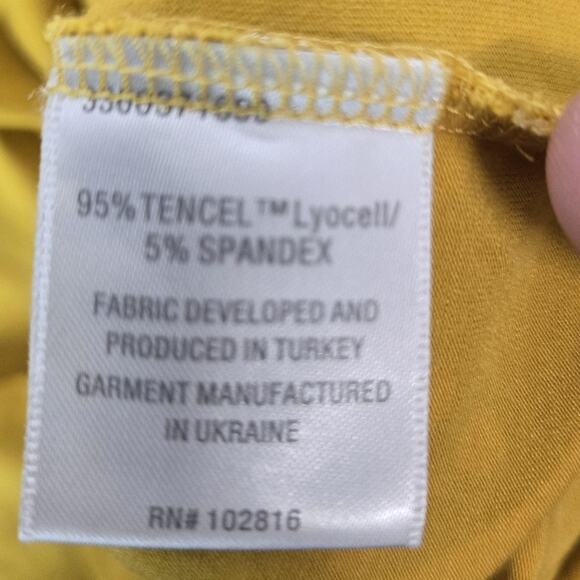 95% TENCEL™ Lyocell/
5% SPANDEX
FABRIC DEVELOPED AND
PRODUCED IN TURKEY
GARMENT MANUFACTURED
IN UKRAINE
RN# 102816